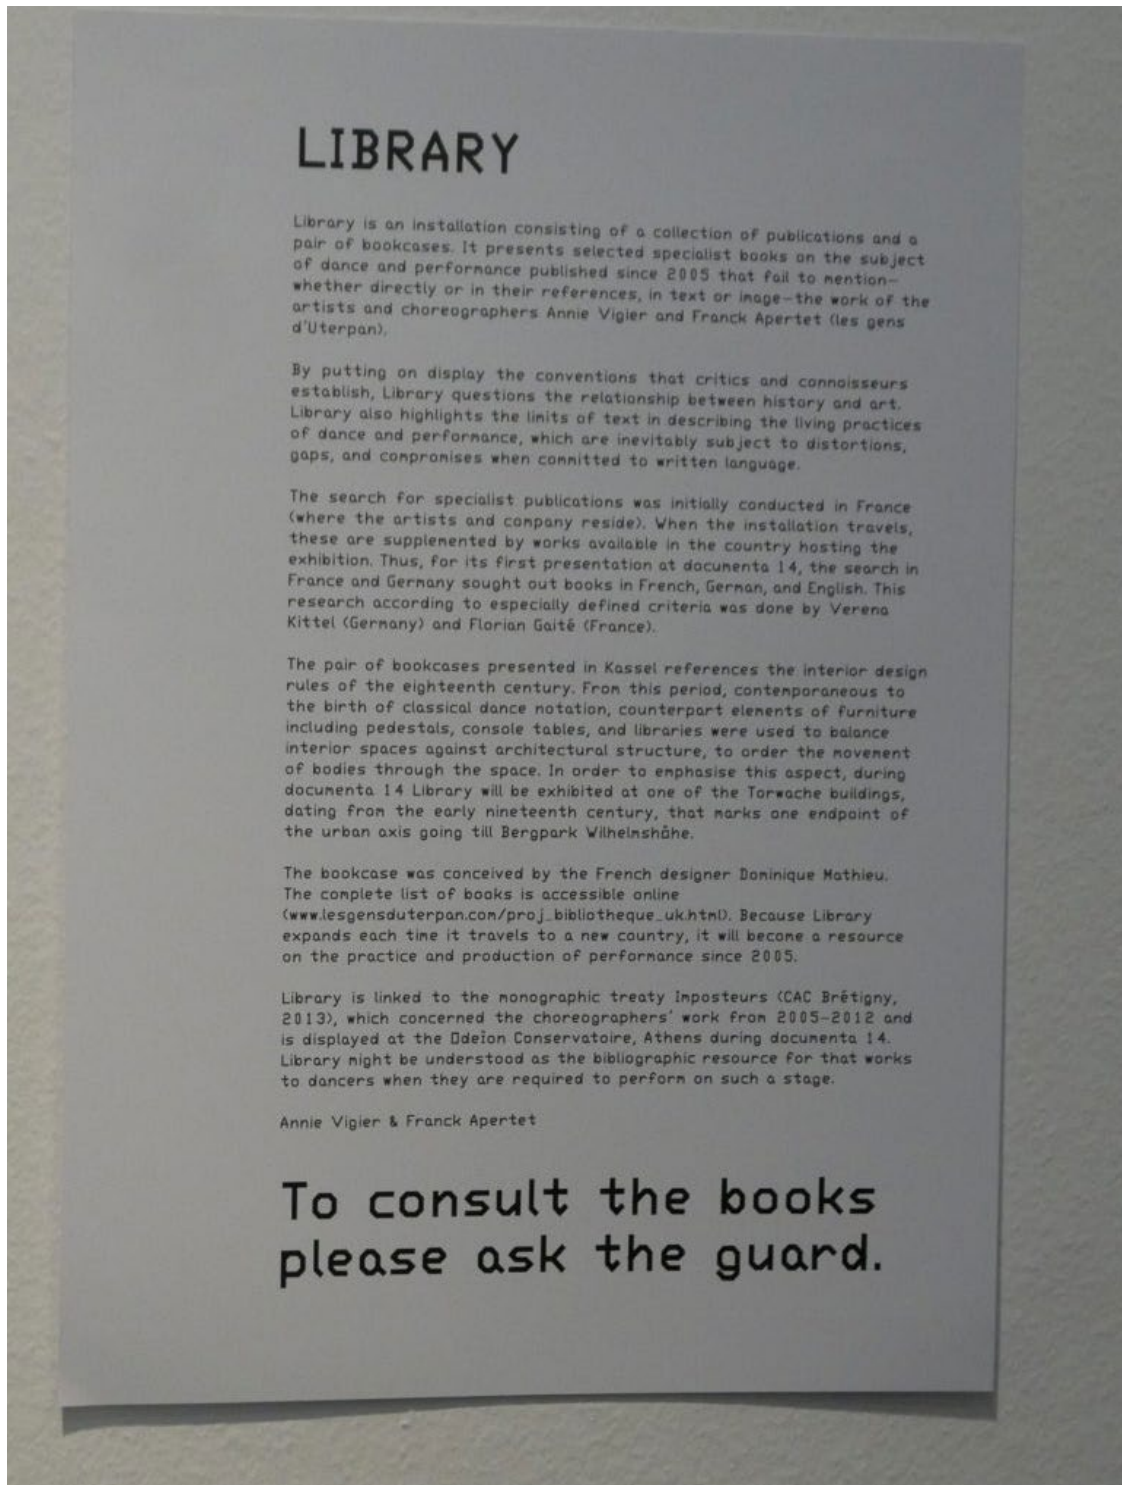 LIBRARY
Library is an installation consisting of a collection of publications and a
pair of bookcases. It presents selected specialist books on the subject
of dance and performance published since 2005 that fail to mention—
whether directly or in their references, in text or image—the work of the
artists and choreographers Annie Vigier and Franck Apertet (les gens
d'Uterpan).
By putting on display the conventions that critics and connoisseurs
establish, Library questions the relationship between history and art.
Library also highlights the limits of text in describing the living practices
of dance and performance, which are inevitably subject to distortions,
gaps, and compromises when committed to written language.
The search for specialist publications was initially conducted in France
(where the artists and company reside). When the installation travels,
these are supplemented by works available in the country hosting the
exhibition. Thus, for its first presentation at documenta 14, the search in
France and Germany sought out books in French, German, and English. This
research according to especially defined criteria was done by Verena
Kittel (Germany) and Florian Gaité (France).
The pair of bookcases presented in Kassel references the interior design
rules of the eighteenth century. From this period, contemporaneous to
the birth of classical dance notation, counterpart elements of furniture
including pedestals, console tables, and libraries were used to balance
interior spaces against architectural structure, to order the movement
of bodies through the space. In order to emphasise this aspect, during
documenta 14 Library will be exhibited at one of the Torwache buildings,
dating from the early nineteenth century, that marks one endpoint of
the urban axis going till Bergpark Wilhelmshåhe.
The bookcase was conceived by the French designer Dominique Mathieu.
The complete list of books is accessible online
(www.lesgensduterpan.com/proj_bibliotheque_uk.html). Because Library
expands each time it travels to a new country, it will become a resource
on the practice and production of performance since 2005.
Library is linked to the monographic treaty Imposteurs (CAC Brétigny,
2013), which concerned the choreographers' work from 2005-2012 and
is displayed at the Odeion Conservatoire, Athens during documenta 14.
Library might be understood as the bibliographic resource for that works
to dancers when they are required to perform on such a stage.
Annie Vigier & Franck Apertet
To consult the books
please ask the guard.